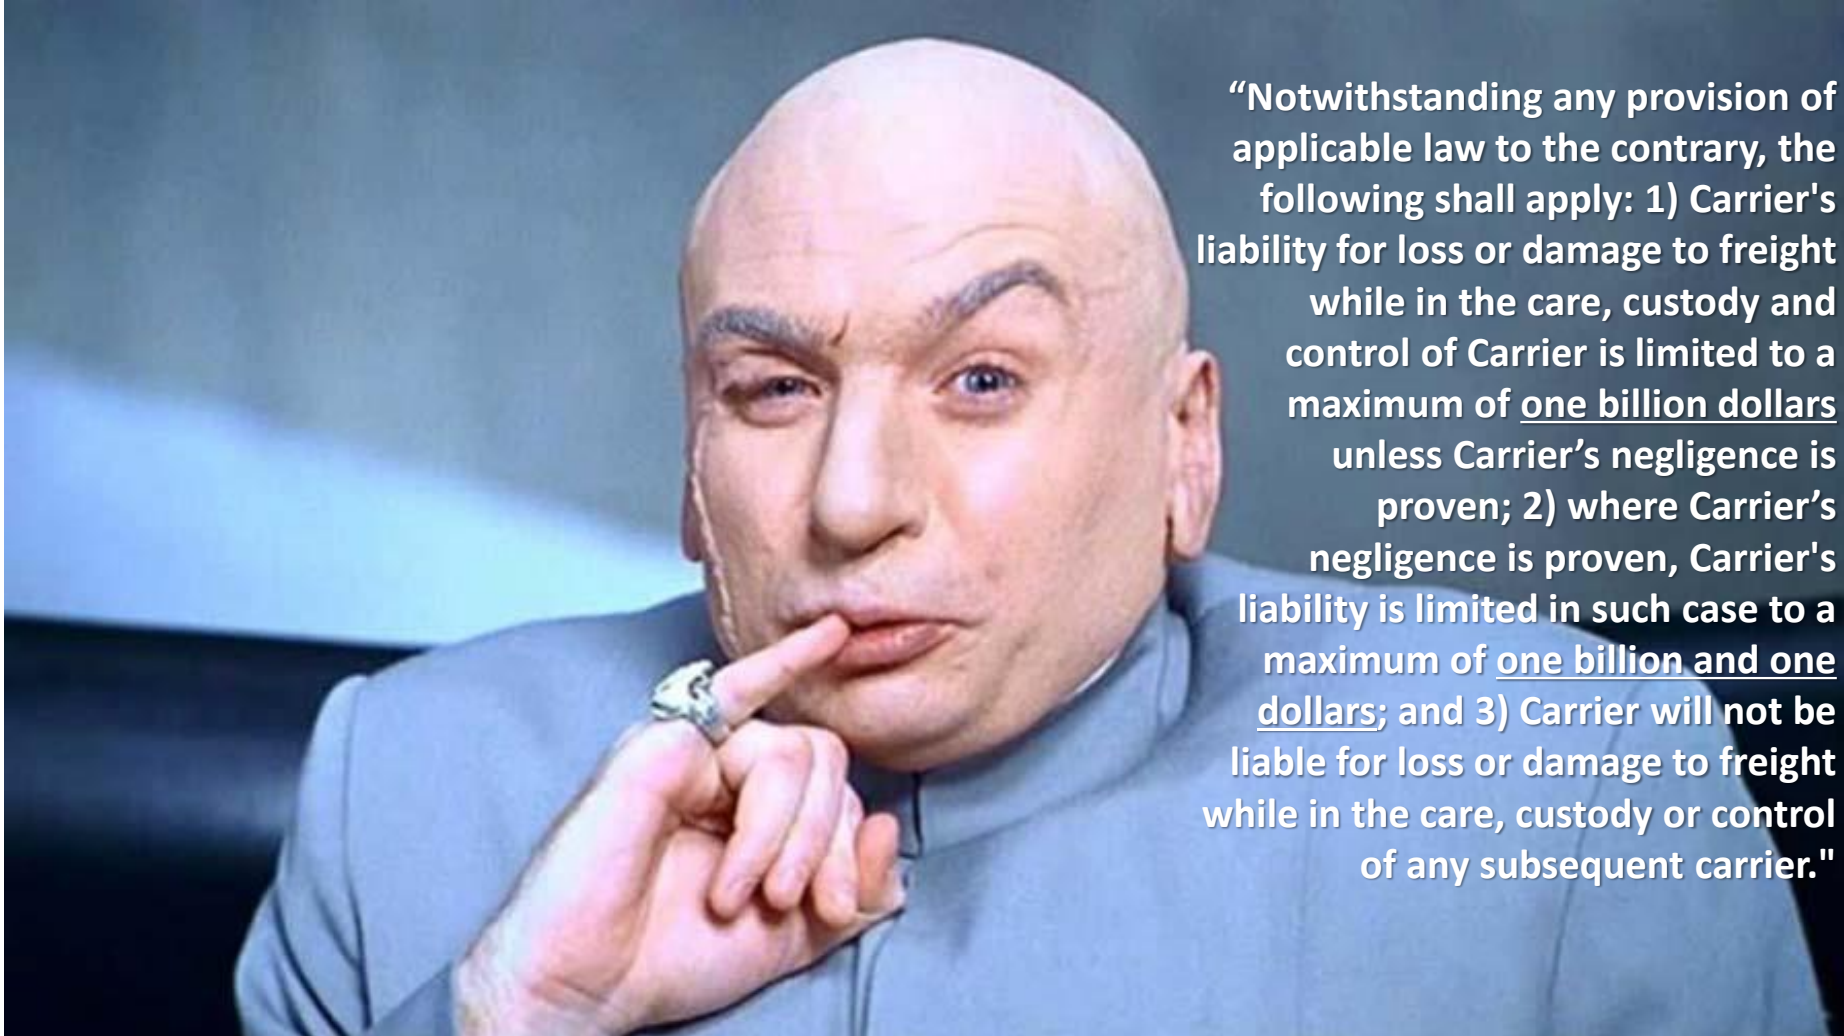 “Notwithstanding any provision of
applicable law to the contrary, the
following shall apply: 1) Carrier's
liability for loss or damage to freight
while in the care, custody and
control of Carrier is limited to a
maximum of one billion dollars
unless Carrier’s negligence is
proven; 2) where Carrier’s
negligence is proven, Carrier's
liability is limited in such case to a
maximum of one billion and one
dollars; and 3) Carrier will not be
liable for loss or damage to freight
while in the care, custody or control
of any subsequent carrier."